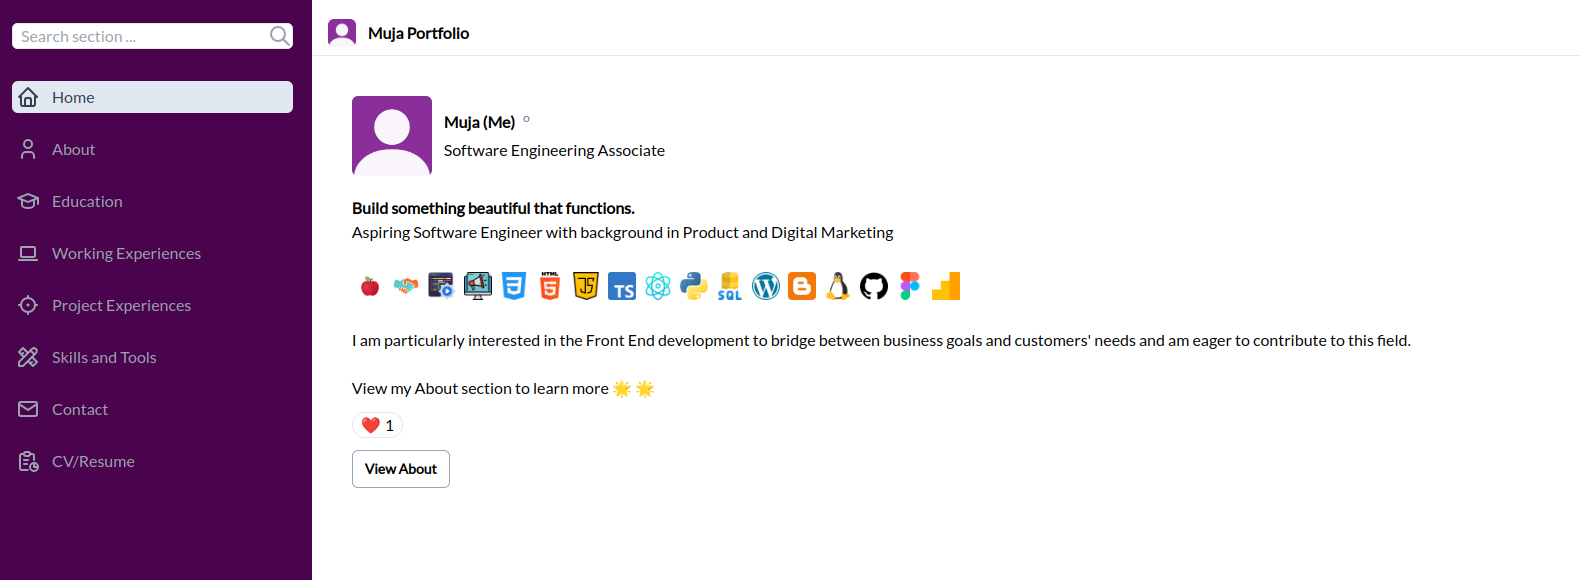 Search section ...
Home
About
Education
Working Experiences
Project Experiences
Skills and Tools
Contact
CV/Resume
Muja Portfolio
Muja (Me)
Software Engineering Associate
Build something beautiful that functions.
Aspiring Software Engineer with background in Product and Digital Marketing
HTML
5
JS
TS
SQL
I am particularly interested in the Front End development to bridge between business goals and customers' needs and am eager to contribute to this field.
View my About section to learn more 🌟 🌟
❤️ 1
View About